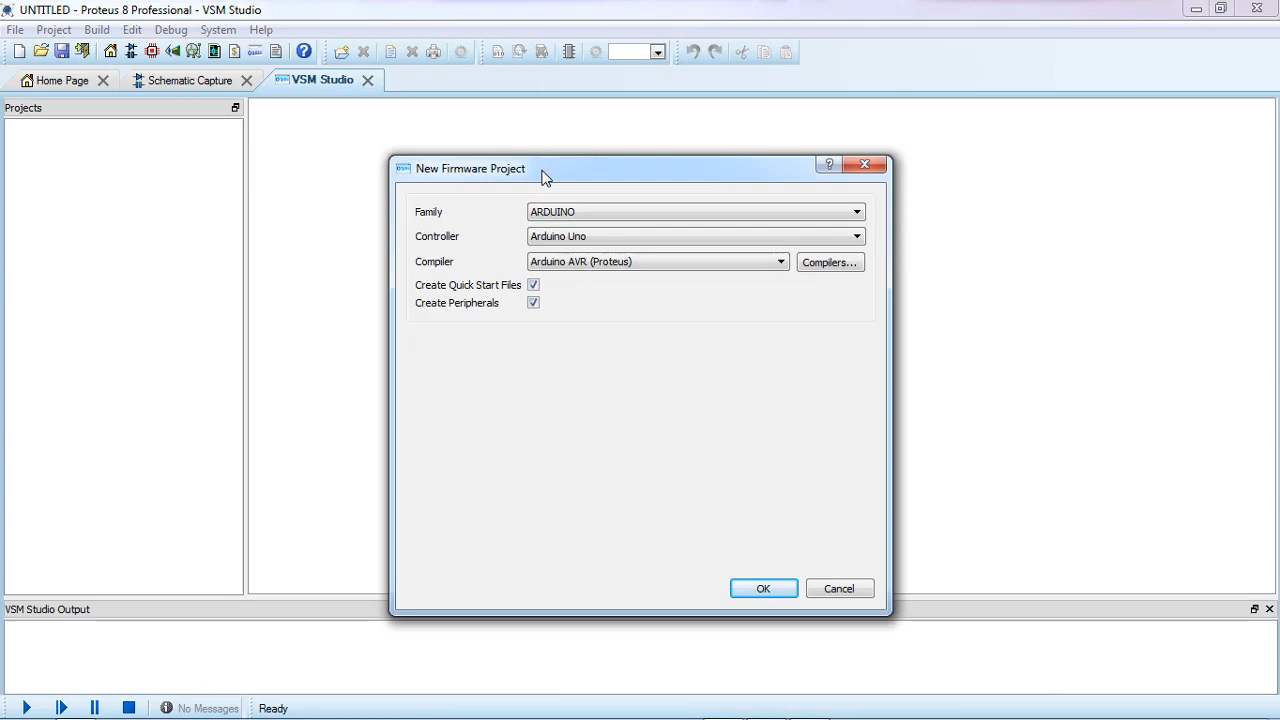 UNTITLED - Proteus 8 Professional - VSM Studio
File Project Build Edit Debug System Help
Home Page Schematic Capture VSM Studio
Projects
New Firmware Project
Family ARDUINO
Controller Arduino Uno
Compiler Arduino AVR (Proteus) Compilers...
Create Quick Start Files
Create Peripherals
OK Cancel
VSM Studio Output
No Messages Ready